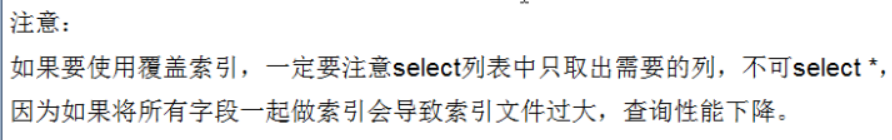 注意：
如果要使用覆盖索引，一定要注意select列表中只取出需要的列，不可select *，
因为如果将所有字段一起做索引会导致索引文件过大，查询性能下降。